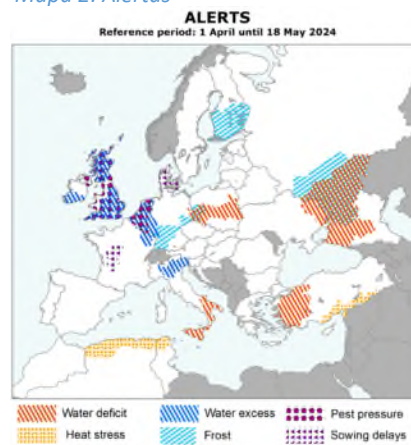 Mapa 2. Alertas
ALERTS
Reference period: 1 April until 18 May 2024
Water deficit
Water excess
Pest pressure
Heat stress
Frost
Sowing delays